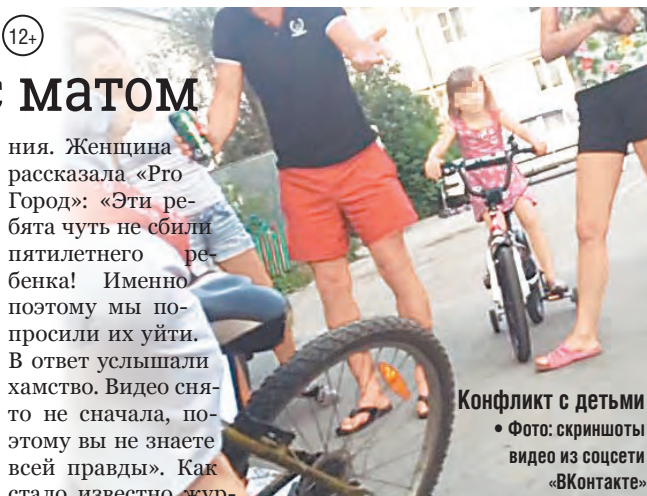 12+
с матом
ния. Женщина
рассказала «Pro
Город»: «Эти ре-
бята чуть не сбили
пятилетнего ре-
бенка! Именно
поэтому мы по-
просили их уйти.
В ответ услышали
хамство. Видео сня-
то не сначала, по-
этому вы не знаете
всей правды». Как
стало известно жур-
Конфликт с детьми
• Фото: скриншоты
видео из соцсети
«ВКонтакте»